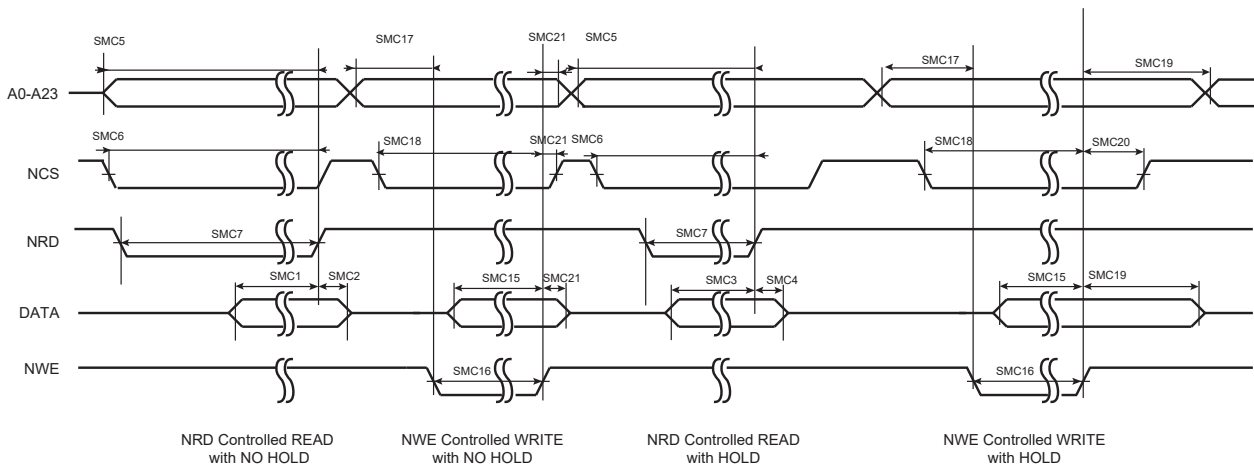 SMC5 SMC17 SMC21 SMC5 SMC17 SMC19
A0-A23
SMC6 SMC18 SMC21 SMC6 SMC18 SMC20
NCS
NRD SMC7 SMC7
SMC1 SMC2 SMC15 SMC21 SMC3 SMC4 SMC15 SMC19
DATA
NWE SMC16 SMC16
NRD Controlled READ
with NO HOLD
NWE Controlled WRITE
with NO HOLD
NRD Controlled READ
with HOLD
NWE Controlled WRITE
with HOLD